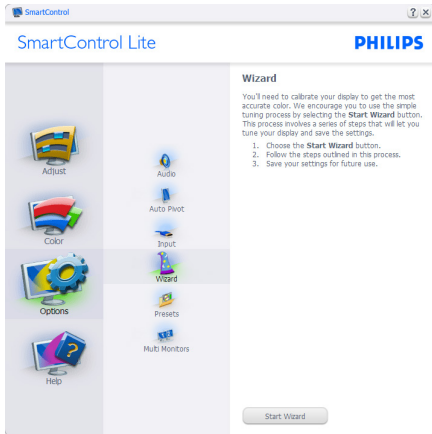 SmartControl
SmartControl Lite
PHILIPS
Adjust
Color
Options
Help
Audio
Auto Pivot
Input
Wizard
Presets
Multi Monitors
Wizard
You'll need to calibrate your display to get the most
accurate color. We encourage you to use the simple
tuning process by selecting the Start Wizard button.
This process involves a series of steps that will let you
tune your display and save the settings.
1. Choose the Start Wizard button.
2. Follow the steps outlined in this process.
3. Save your settings for future use.
Start Wizard